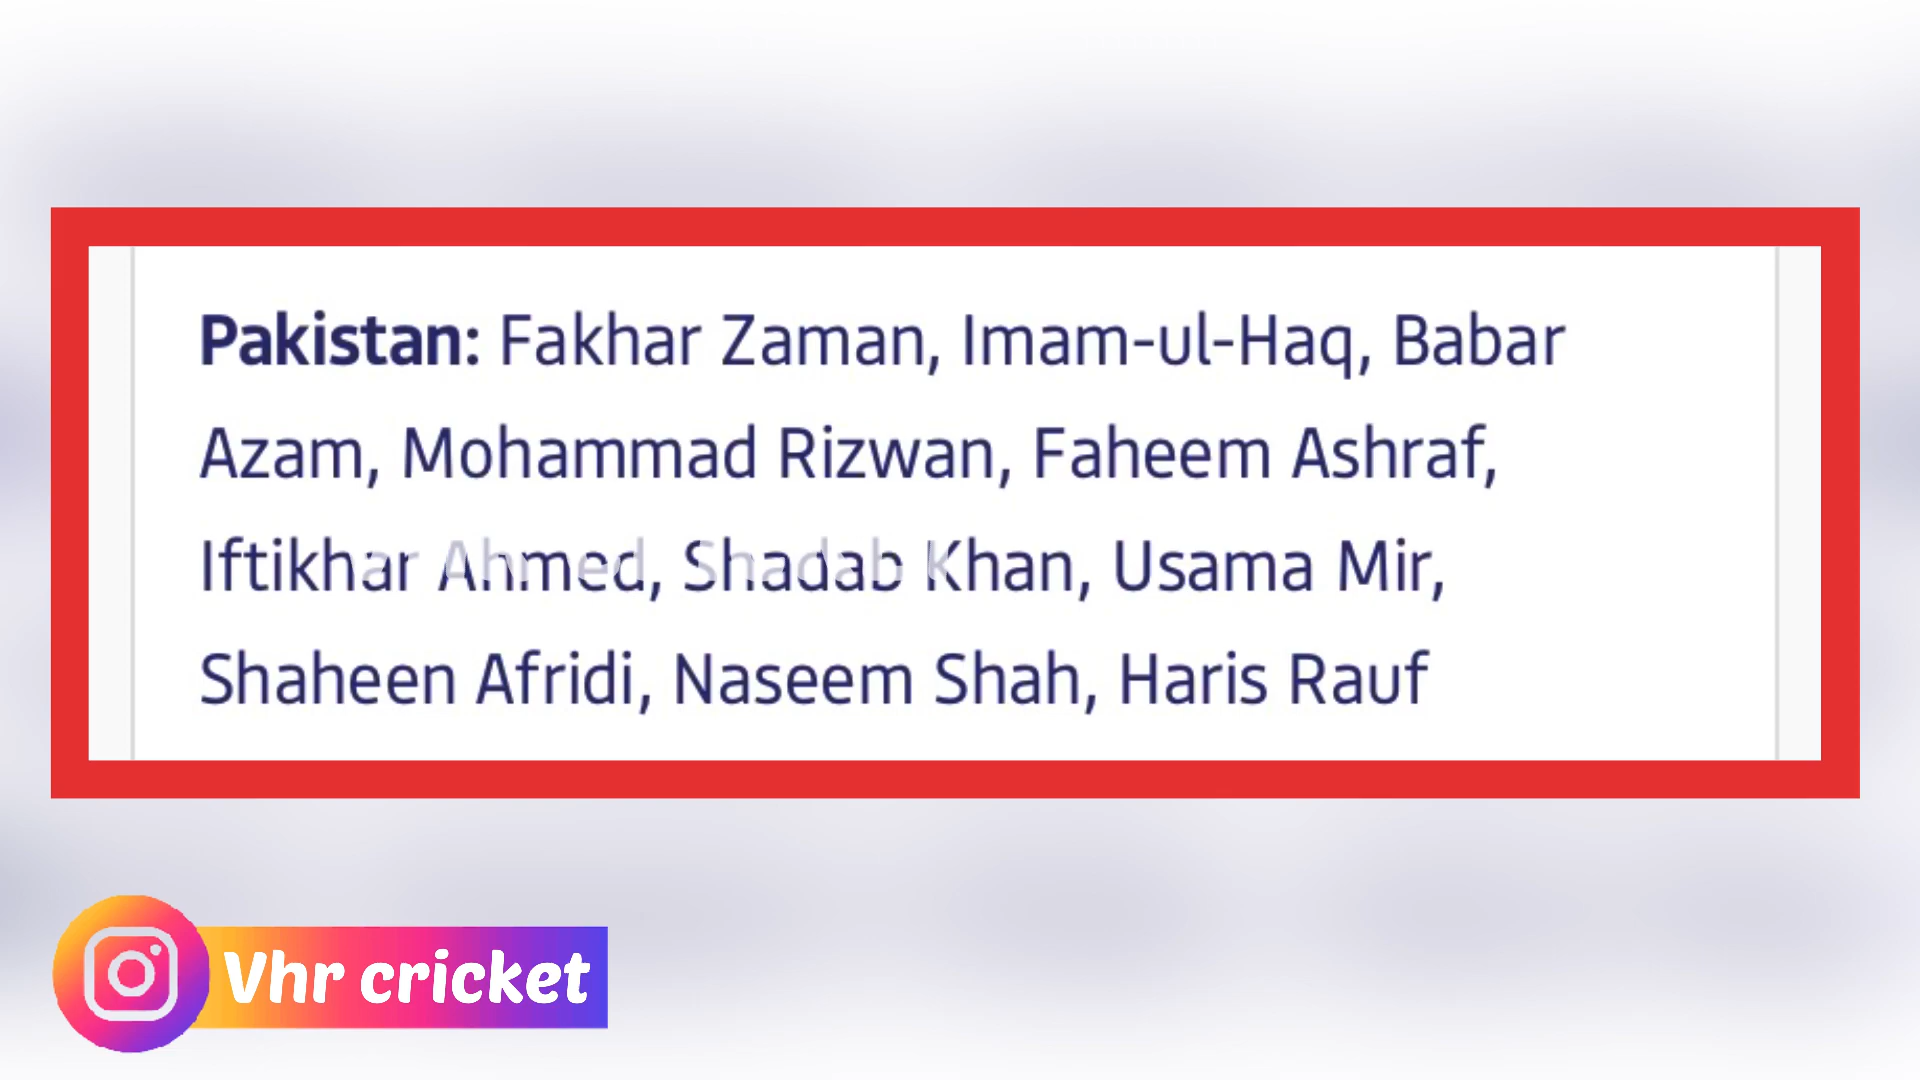 Pakistan: Fakhar Zaman, Imam-ul-Haq, Babar
Azam, Mohammad Rizwan, Faheem Ashraf,
Iftikhar Ahmed, Shadab Khan, Usama Mir,
Shaheen Afridi, Naseem Shah, Haris Rauf
Vhr cricket